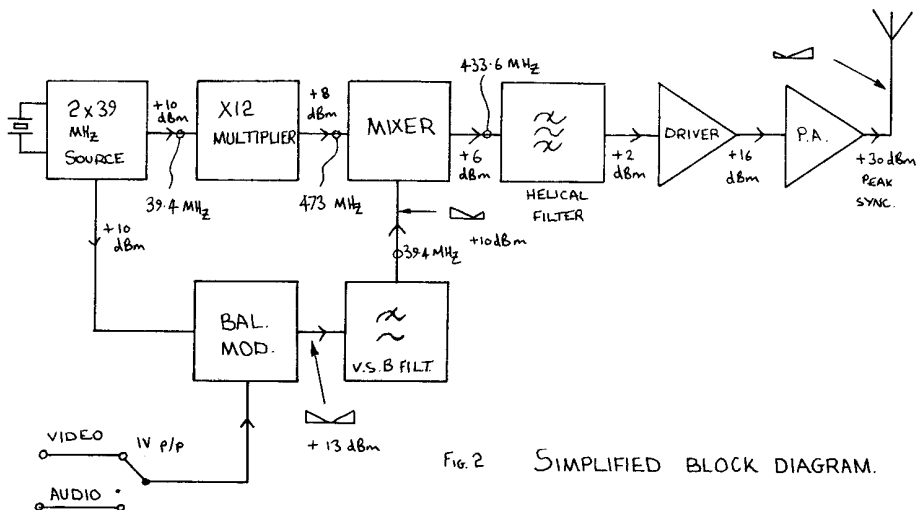 2 x 39
MHz
SOURCE
+10
dBm
39.4 MHz
X12
MULTIPLIER
+8
dBm
473 MHz
MIXER
433.6 MHz
+6
dBm
HELICAL
FILTER
+2
dBm
DRIVER
+16
dBm
P.A.
+30 dBm
PEAK
SYNC.
+10
dBm
+10 dBm
39.4 MHz
BAL.
MOD.
V.S.B FILT.
+ 13 dBm
VIDEO
1V P/P
AUDIO
FIG. 2 SIMPLIFIED BLOCK DIAGRAM.